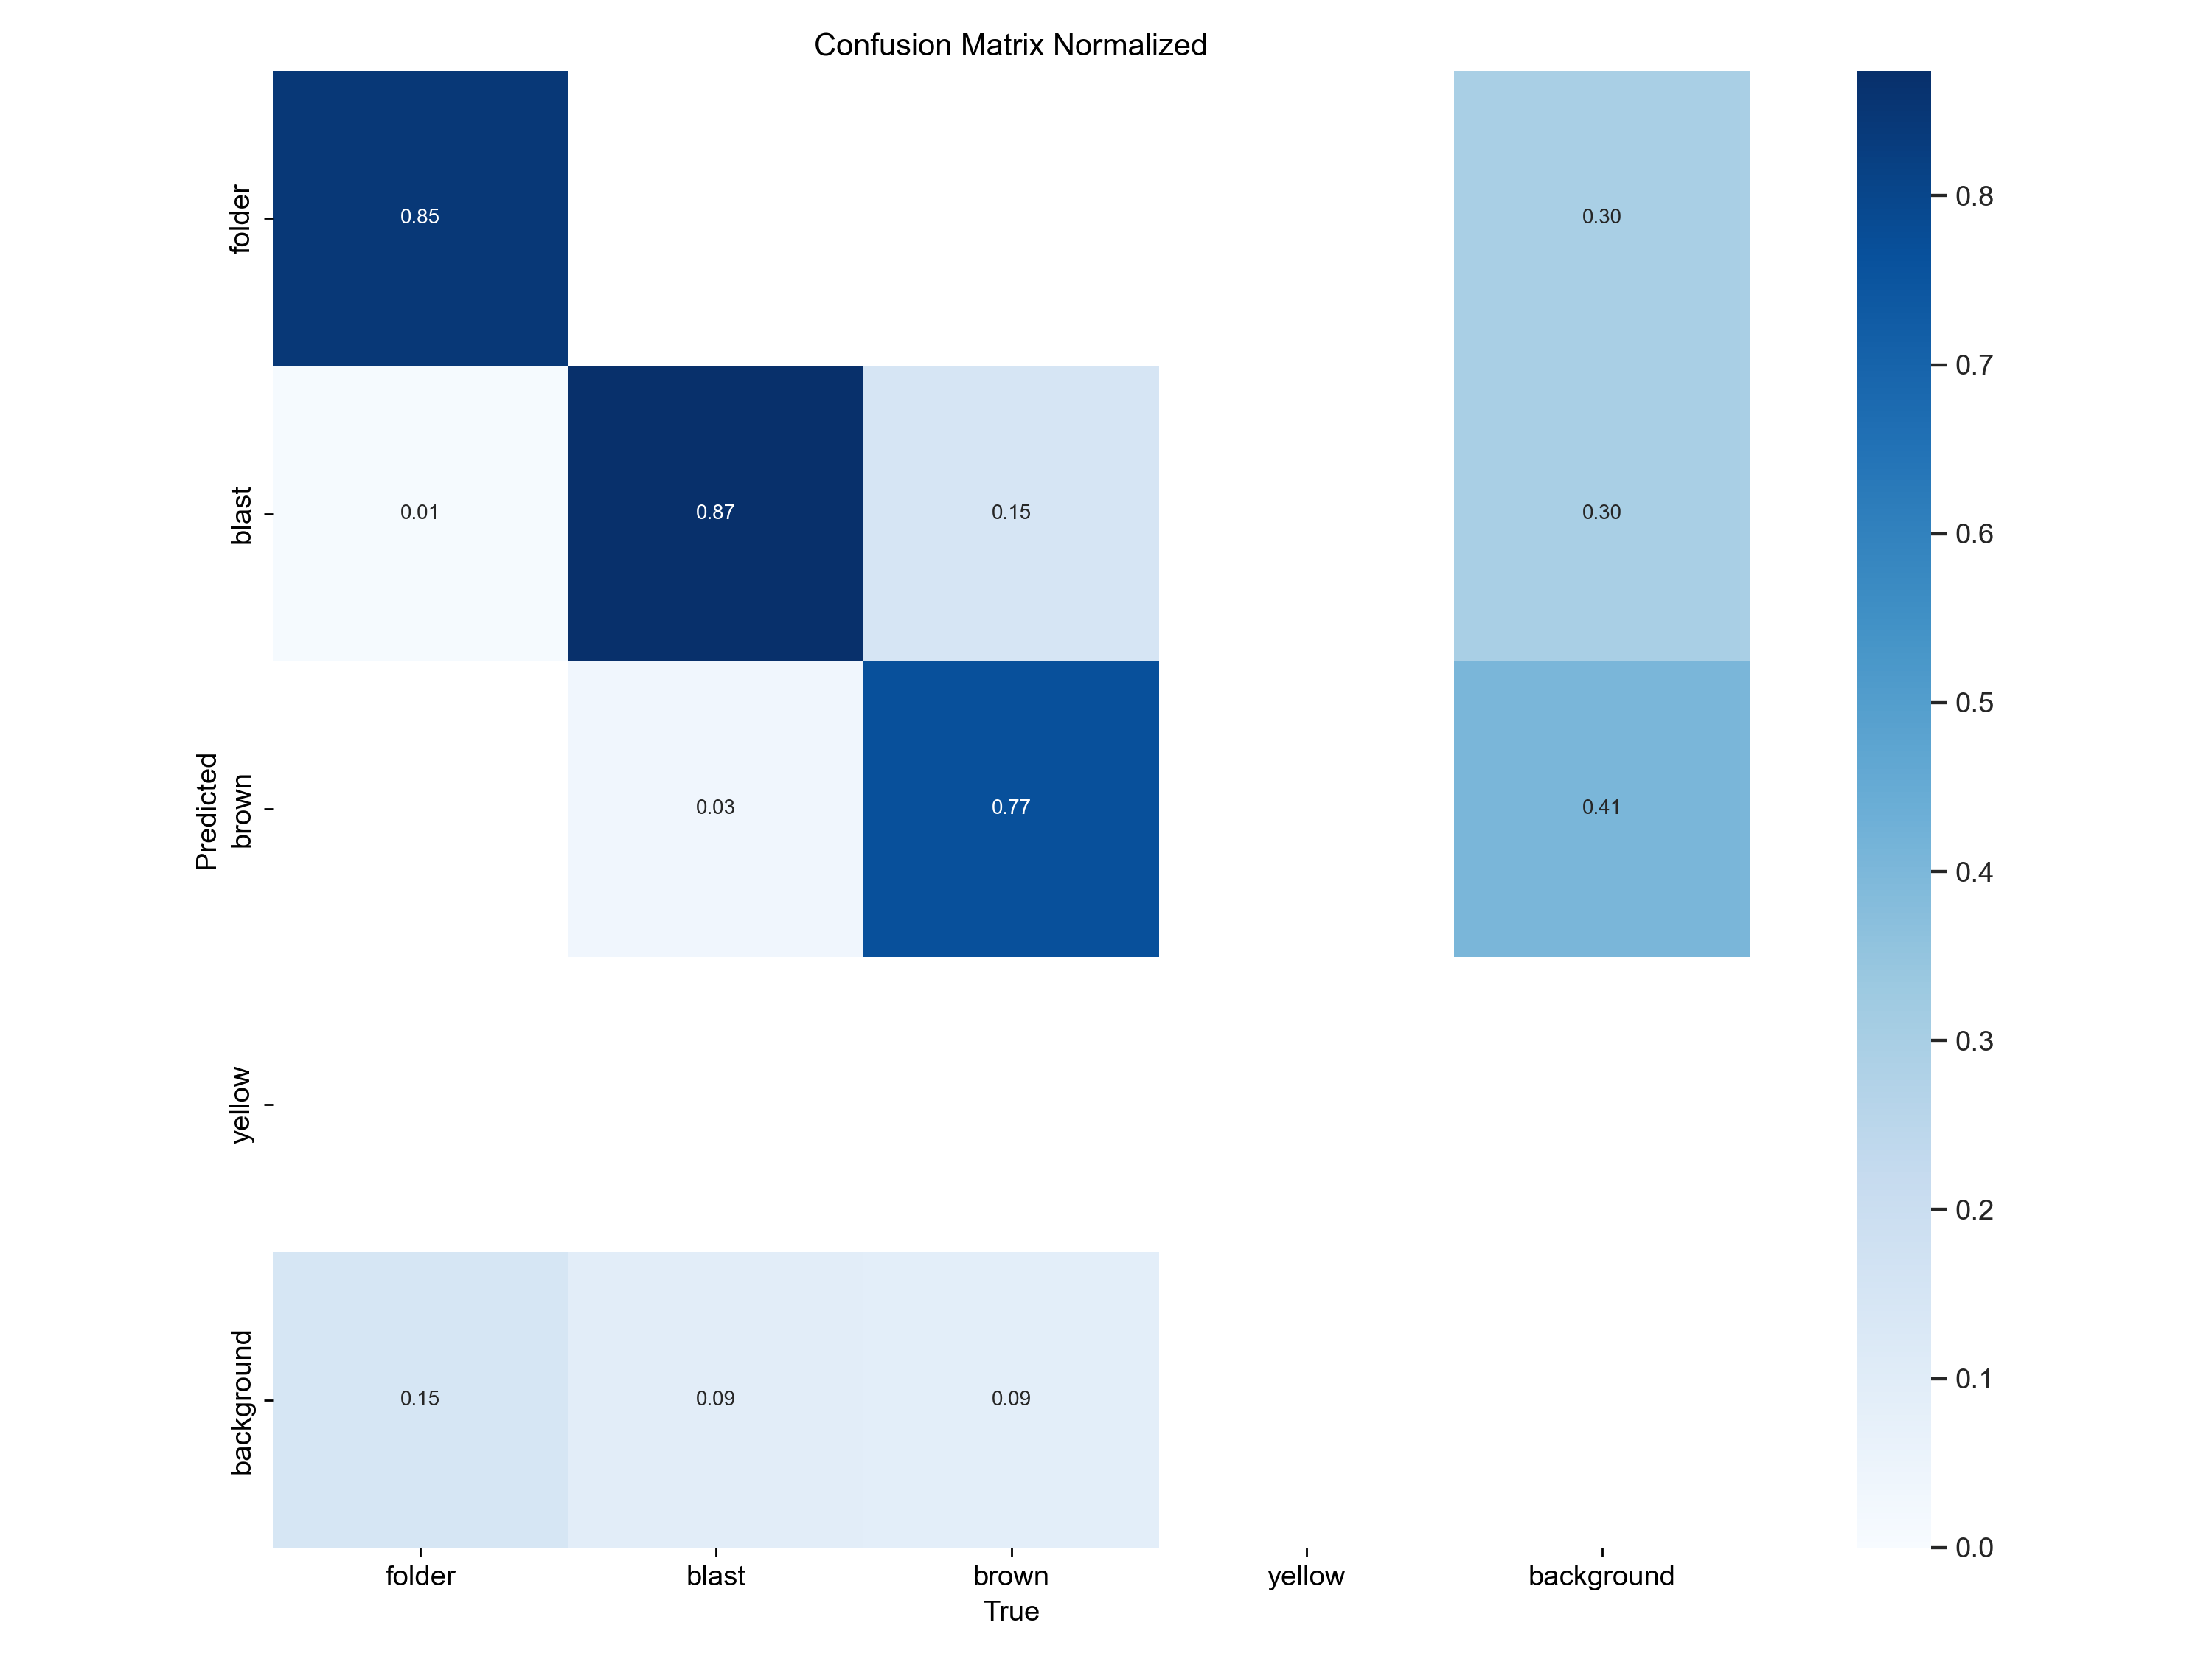 Confusion Matrix Normalized
Predicted
folder
0.85
0.30
blast
0.01
0.87
0.15
0.30
brown
0.03
0.77
0.41
yellow
background
0.15
0.09
0.09
folder
blast
brown
yellow
background
True
0.8
0.7
0.6
0.5
0.4
0.3
0.2
0.1
0.0